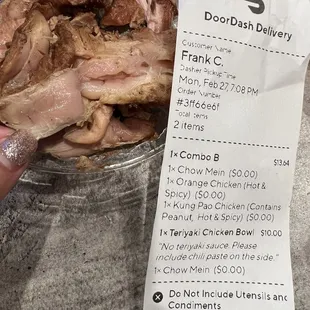 DoorDash Delivery
Customer Name
Frank C.
Dasher Pickup Time
Mon, Feb 27, 7:08 PM
Order Number
#3ff66e6f
Total Items
2 items
1× Combo B $13.64
1× Chow Mein ($0.00)
1× Orange Chicken (Hot &
Spicy) ($0.00)
1× Kung Pao Chicken (Contains
Peanut, Hot & Spicy) ($0.00)
1× Teriyaki Chicken Bowl $10.00
"No teriyaki sauce. Please
include chili paste on the side."
1× Chow Mein ($0.00)
Do Not Include Utensils and
Condiments